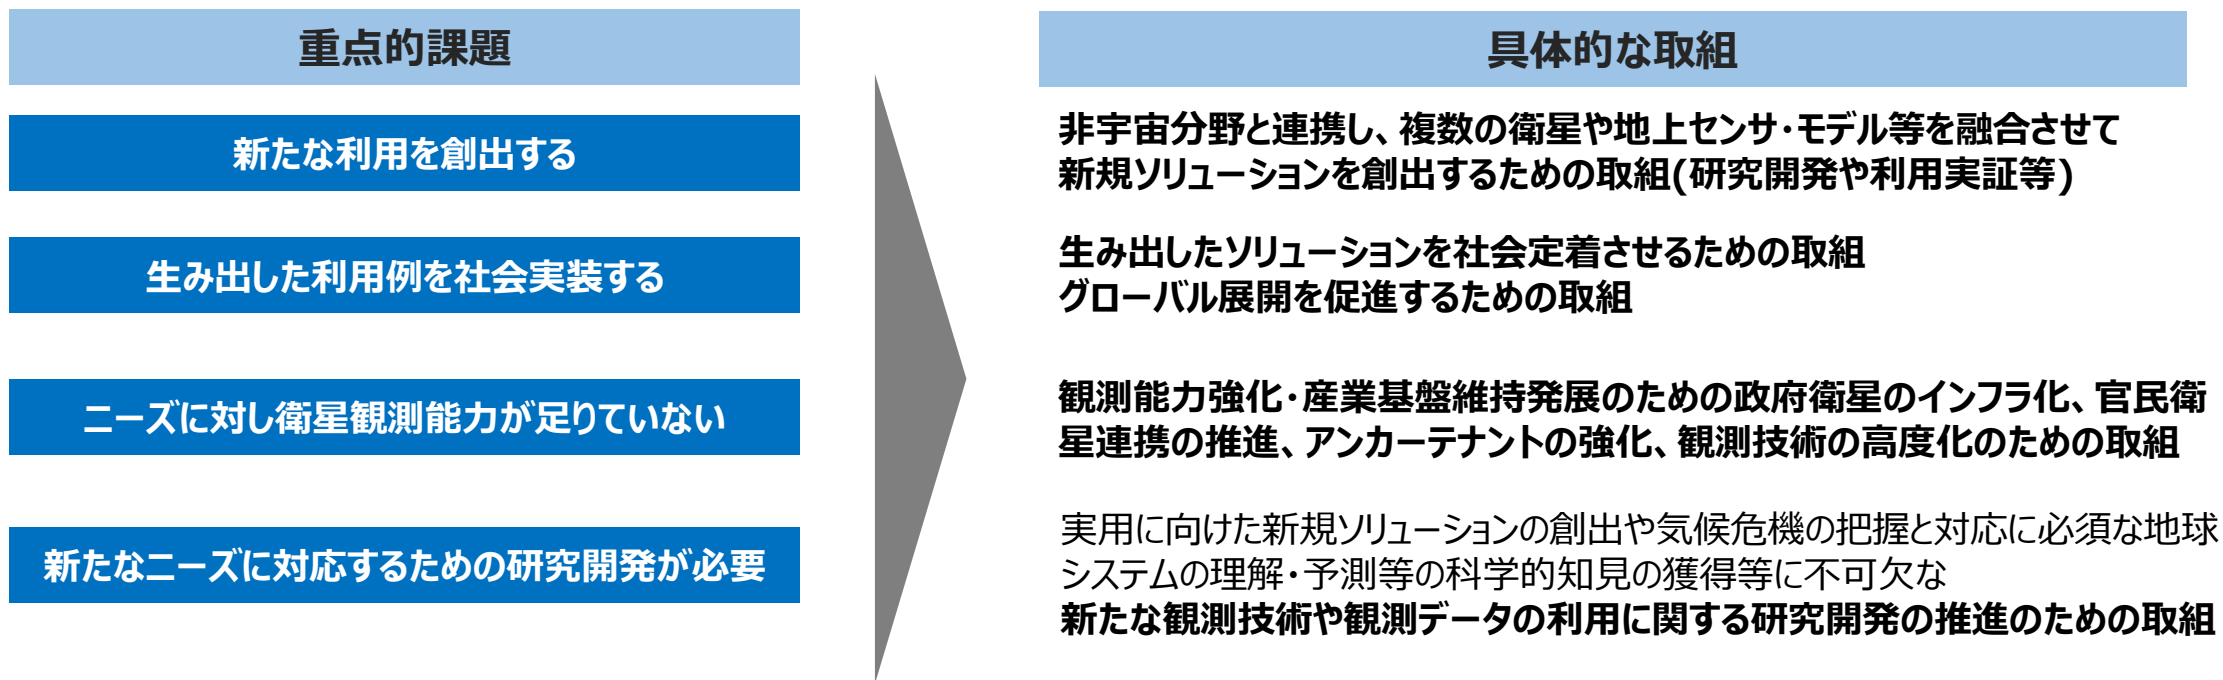 重点的課題
具体的な取組
新たな利用を創出する
非宇宙分野と連携し、複数の衛星や地上センサ・モデル等を融合させて
新規ソリューションを創出するための取組(研究開発や利用実証等)
生み出した利用例を社会実装する
生み出したソリューションを社会定着させるための取組
グローバル展開を促進するための取組
ニーズに対し衛星観測能力が足りていない
観測能力強化・産業基盤維持発展のための政府衛星のインフラ化、官民衛
星連携の推進、アンカーテナントの強化、観測技術の高度化のための取組
新たなニーズに対応するための研究開発が必要
実用に向けた新規ソリューションの創出や気候危機の把握と対応に必須な地球
システムの理解・予測等の科学的知見の獲得等に不可欠な
新たな観測技術や観測データの利用に関する研究開発の推進のための取組